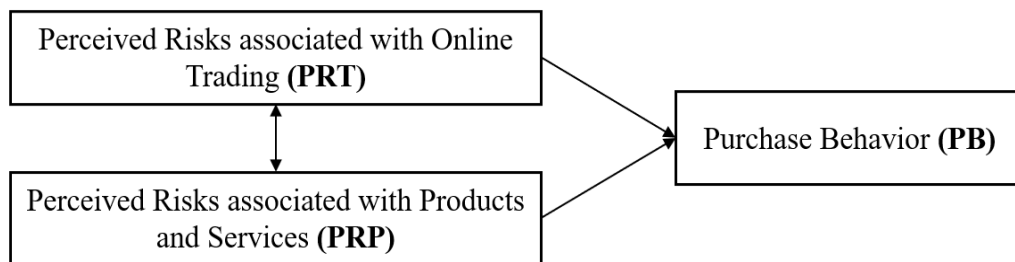 Perceived Risks associated with Online
Trading (PRT)
Perceived Risks associated with Products
and Services (PRP)
Purchase Behavior (PB)